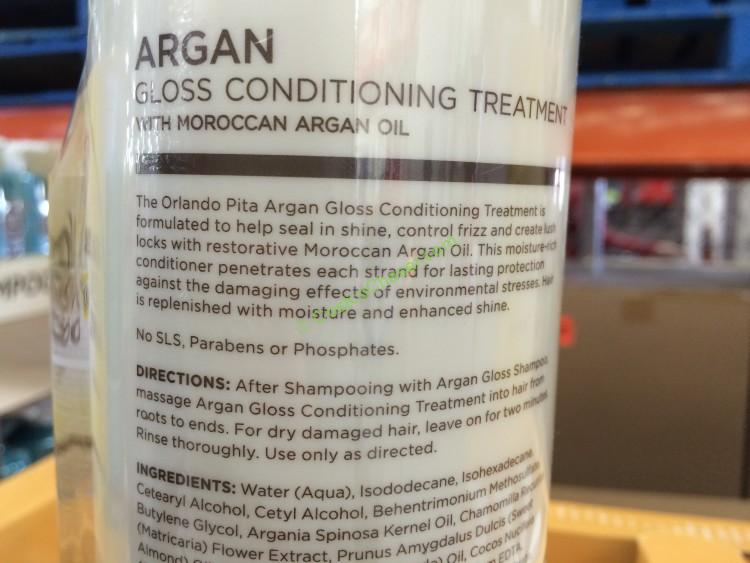 ARGAN
GLOSS CONDITIONING TREATMENT
WITH MOROCCAN ARGAN OIL
The Orlando Pita Argan Gloss Conditioning Treatment is
formulated to help seal in shine, control frizz and create lush
locks with restorative Moroccan Argan Oil. This moisture-rich
conditioner penetrates each strand for lasting protection
against the damaging effects of environmental stresses. Hair
is replenished with moisture and enhanced shine.
No SLS, Parabens or Phosphates.
DIRECTIONS: After Shampooing with Argan Gloss Shampoo,
massage Argan Gloss Conditioning Treatment into hair from
roots to ends. For dry damaged hair, leave on for two minutes.
Rinse thoroughly. Use only as directed.
INGREDIENTS: Water (Aqua), Isododecane, Isohexadecane,
Cetearyl Alcohol, Cetyl Alcohol, Behentrimonium
Butylene Glycol, Argania Spinosa Kernel Oil, Chamomilla
(Matricaria) Flower Extract, Prunus Amygdalus Dulcis (Sweet
Almond) Oil, Cocos
EDTA,